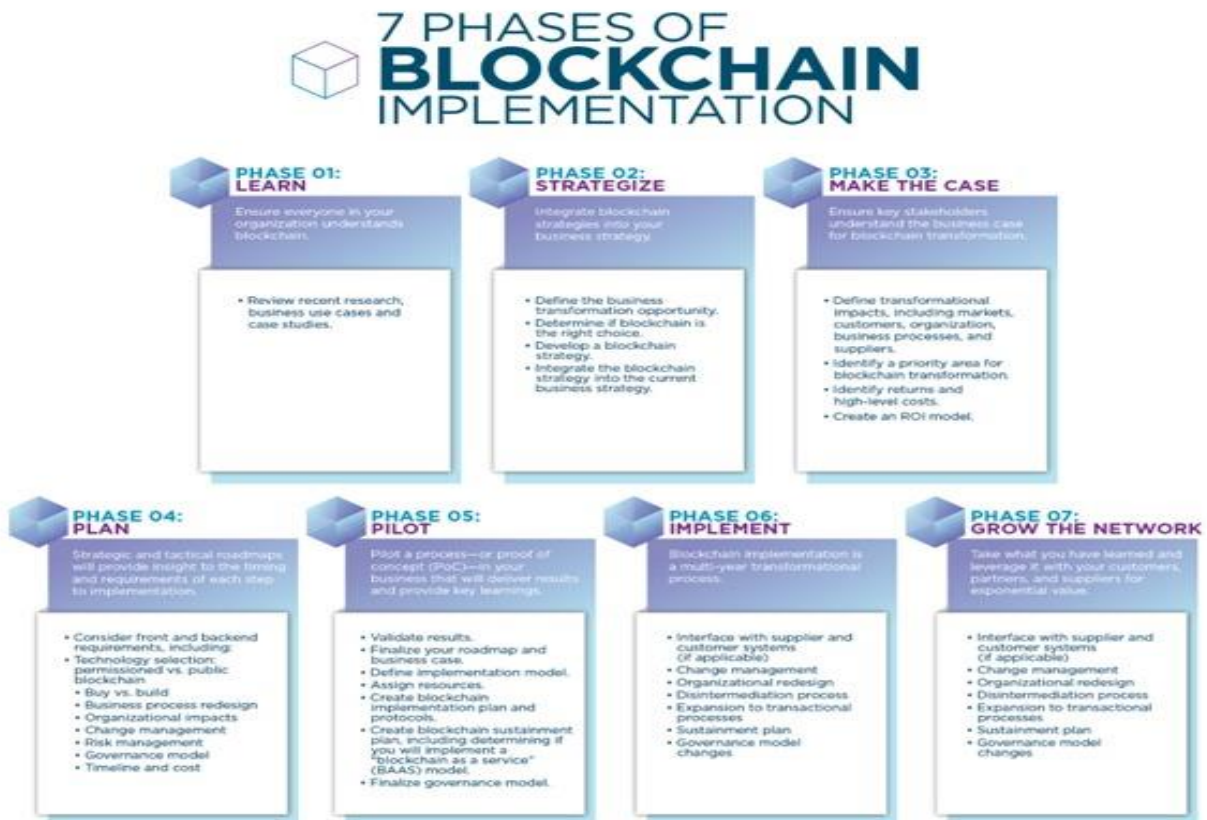 7 PHASES OF
BLOCKCHAIN
IMPLEMENTATION
PHASE 01:
LEARN
Ensure everyone in your
organization understands
blockchain.
• Review recent research,
business use cases and
case studies.
PHASE 02:
STRATEGIZE
Integrate blockchain
strategies into your
business strategy.
• Define the business
transformation opportunity.
• Determine if blockchain is
the right choice.
• Develop a blockchain
strategy.
• Integrate the blockchain
strategy into the current
business strategy.
PHASE 03:
MAKE THE CASE
Ensure key stakeholders
understand the business case
for blockchain transformation.
• Define transformational
impacts, including markets,
customers, organization,
business processes, and
suppliers.
• Identify a priority area for
blockchain transformation.
• Identify returns and
high-level costs.
• Create an ROI model.
PHASE 04:
PLAN
Strategic and tactical roadmaps
will provide insight to the timing
and requirements of each step
to implementation.
• Consider front and backend
requirements, including:
• Technology selection:
permissioned vs. public
blockchain
• Buy vs. build
• Business process redesign
• Organizational impacts
• Change management
• Risk management
• Governance model
• Timeline and cost
PHASE 05:
PILOT
Pilot a process—or proof of
concept (PoC)—in your
business that will deliver results
and provide key learnings.
• Validate results.
• Finalize your roadmap and
business case.
• Define implementation model.
• Assign resources.
• Create blockchain
implementation plan and
protocols.
• Create blockchain sustainment
plan, including determining if
you will implement a
"blockchain as a service"
(BAAS) model.
• Finalize governance model.
PHASE 06:
IMPLEMENT
Blockchain implementation is
a multi-year transformational
process.
• Interface with supplier and
customer systems
(if applicable)
• Change management
• Organizational redesign
• Disintermediation process
• Expansion to transactional
processes
• Sustainment plan
• Governance model
changes
PHASE 07:
GROW THE NETWORK
Take what you have learned and
leverage it with your customers,
partners, and suppliers for
exponential value.
• Interface with supplier and
customer systems
(if applicable)
• Change management
• Organizational redesign
• Disintermediation process
• Expansion to transactional
processes
• Sustainment plan
• Governance model
changes